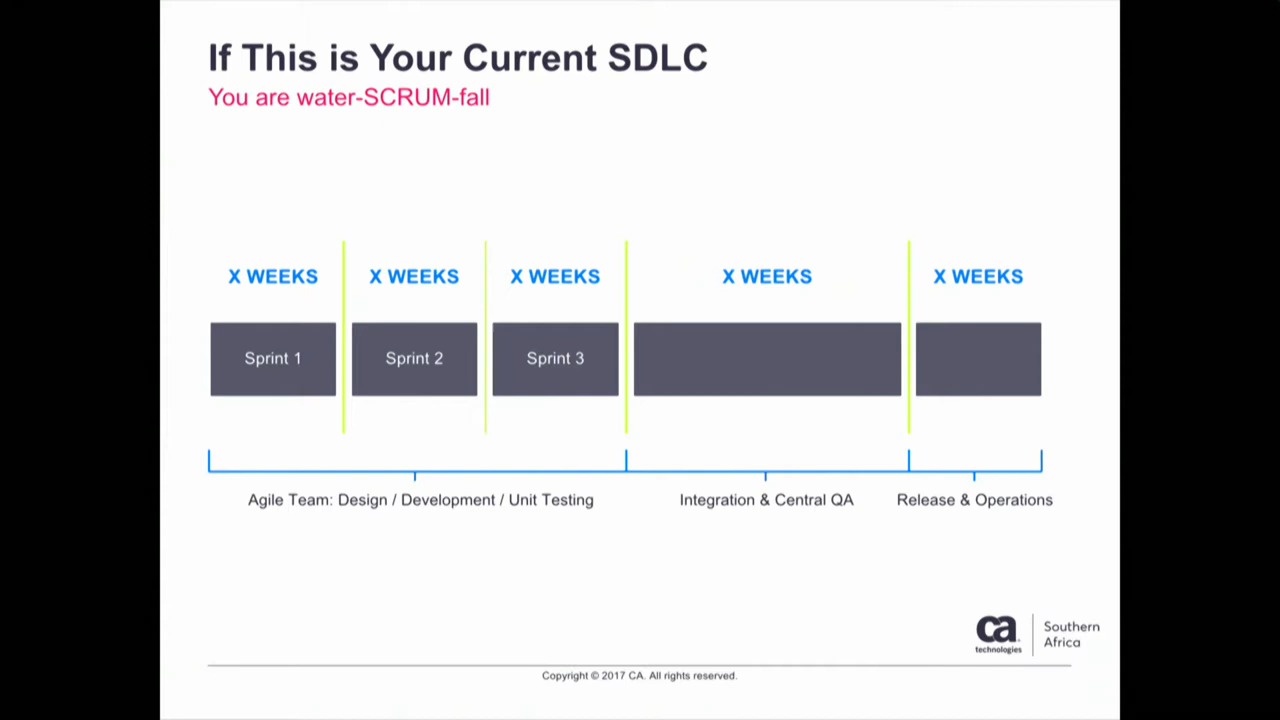 If This is Your Current SDLC
You are water-SCRUM-fall
X WEEKS
X WEEKS
X WEEKS
X WEEKS
X WEEKS
Sprint 1
Sprint 2
Sprint 3
Agile Team: Design / Development / Unit Testing
Integration & Central QA
Release & Operations
ca
technologies
Southern
Africa
Copyright © 2017 CA. All rights reserved.